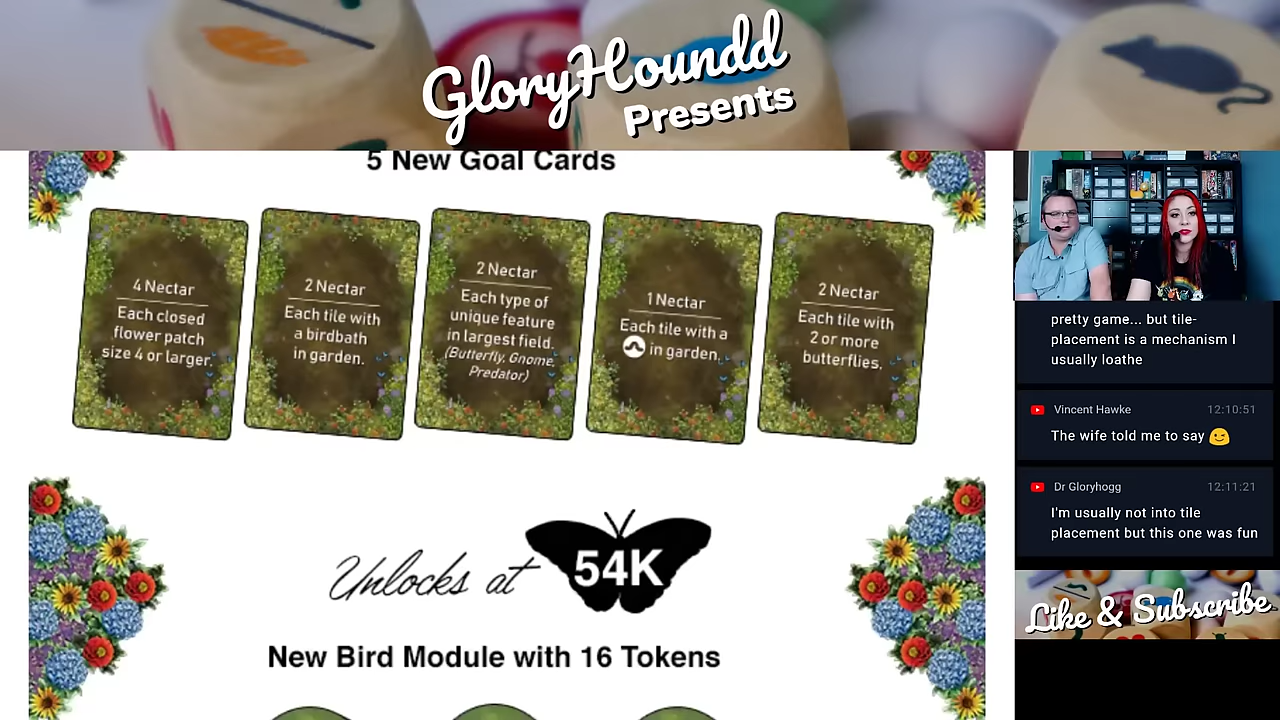 GloryHoundd
Presents
5 New Goal Cards
4 Nectar
Each closed
flower patch
size 4 or larger.
2 Nectar
Each tile with
a birdbath
in garden.
2 Nectar
Each type of
unique feature
in largest field.
(Butterfly, Gnome,
Predator)
1 Nectar
Each tile with a
in garden.
2 Nectar
Each tile with
2 or more
butterflies.
Unlocks at
54K
New Bird Module with 16 Tokens
pretty game... but tile-
placement is a mechanism I
usually loathe
Vincent Hawke 12:10:51
The wife told me to say 😉
Dr Gloryhogg 12:11:21
I'm usually not into tile
placement but this one was fun
Like & Subscribe